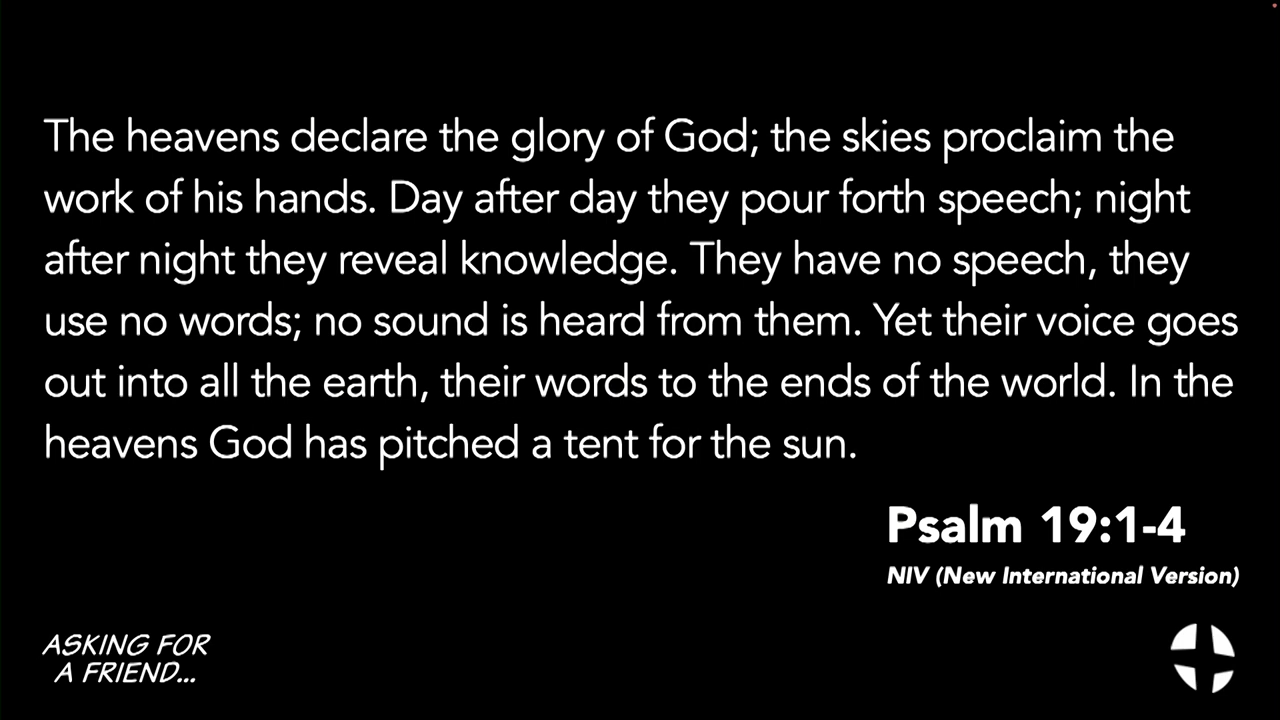 The heavens declare the glory of God; the skies proclaim the
work of his hands. Day after day they pour forth speech; night
after night they reveal knowledge. They have no speech, they
use no words; no sound is heard from them. Yet their voice goes
out into all the earth, their words to the ends of the world. In the
heavens God has pitched a tent for the sun.
Psalm 19:1-4
NIV (New International Version)
ASKING FOR
A FRIEND...